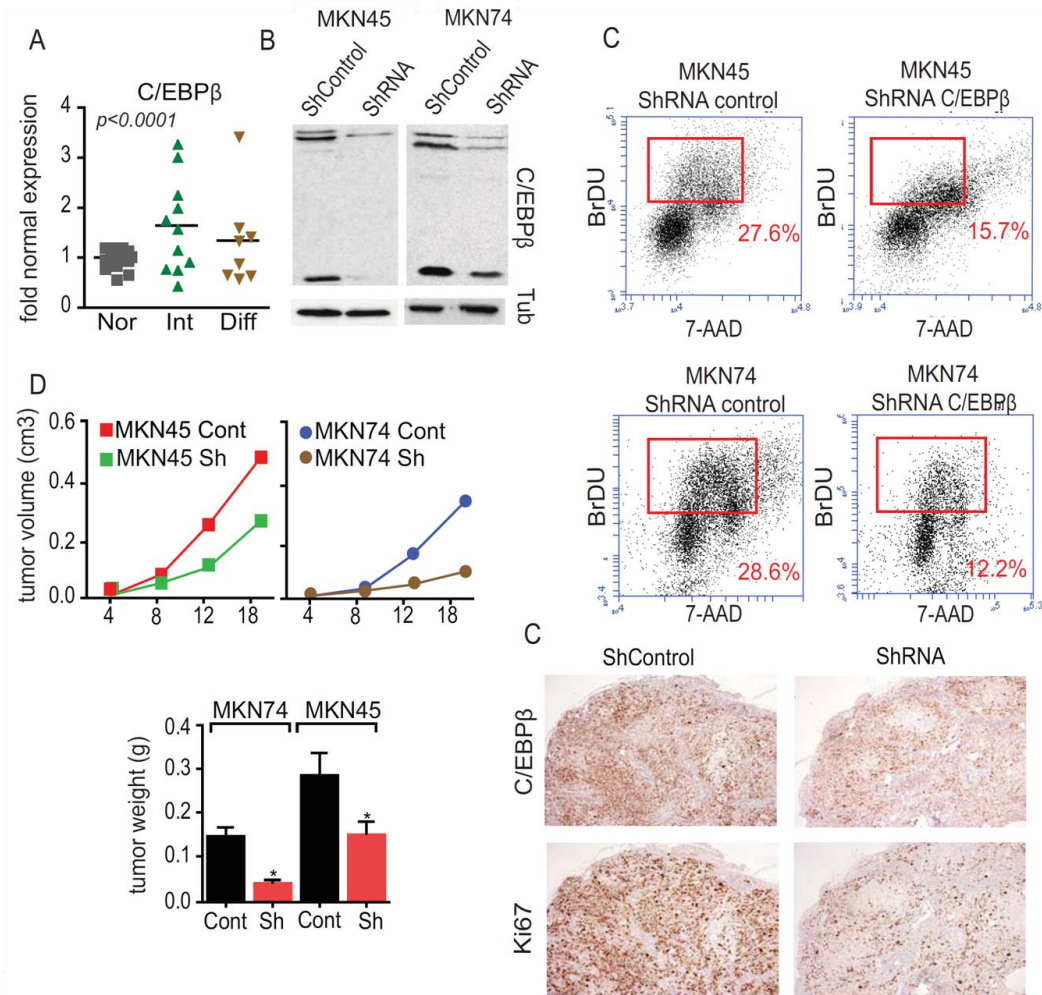 A
C/EBPβ
p<0.0001
fold normal expression
4
3
2
1
0
Nor Int Diff
B
MKN45 MKN74
ShControl ShRNA ShControl ShRNA
C/EBPβ
Tub
C
MKN45
ShRNA control
BrDU
27.6%
7-AAD
MKN45
ShRNA C/EBPβ
BrDU
15.7%
7-AAD
MKN74
ShRNA control
BrDU
28.6%
7-AAD
MKN74
ShRNA C/EBPβ
BrDU
12.2%
7-AAD
D
tumor volume (cm3)
0.6
0.4
0.2
0.0
MKN45 Cont
MKN45 Sh
4 8 12 18
MKN74 Cont
MKN74 Sh
4 8 12 18
MKN74 MKN45
tumor weight (g)
0.4
0.3
0.2
0.1
0.0
* *
Cont Sh Cont Sh
C
ShControl ShRNA
C/EBPβ
Ki67